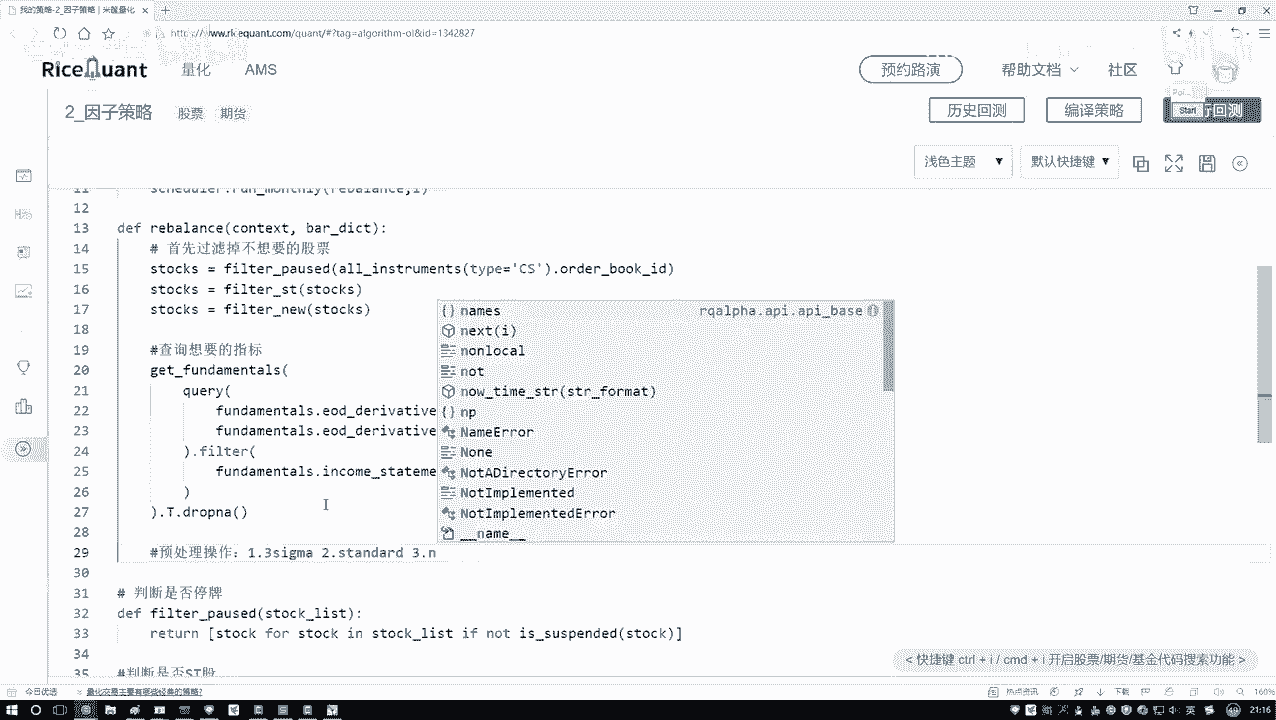 我的策略-2_因子策略 | 米筐量化
www.ricequant.com/quant/#?tag=algorithm-ol&id=1342827
RiceQuant 量化 AMS 预约路演 帮助文档 社区
2_因子策略 股票 期货 历史回测 编译策略 回测
Start
浅色主题 默认快捷键
11 scheduler.run_monthly(rebalance,1)
12
13 def rebalance(context, bar_dict):
14 # 首先过滤掉不想要的股票
15 stocks = filter_paused(all_instruments(type='CS').order_book_id)
16 stocks = filter_st(stocks)
17 stocks = filter_new(stocks)
18
19 #查询想要的指标
20 get_fundamentals(
21 query(
22 fundamentals.eod_derivative
23 fundamentals.eod_derivative
24 ).filter(
25 fundamentals.income_stateme
26 )
27 ).T.dropna()
28
29 #预处理操作：1.3sigma 2.standard 3.n
30
31 # 判断是否停牌
32 def filter_paused(stock_list):
33 return [stock for stock in stock_list if not is_suspended(stock)]
34
35 #判断是否ST股
names rqalpha.api.api_base
next(i)
nonlocal
not
now_time_str(str_format)
np
NameError
None
NotADirectoryError
NotImplemented
NotImplementedError
__name__
< 快捷键 ctrl + i / cmd + i 开启股票/期货/基金代码搜索功能 >
今日优选 量化交易主要有哪些经典的策略?
热点资讯 下载 160%
英 21:16